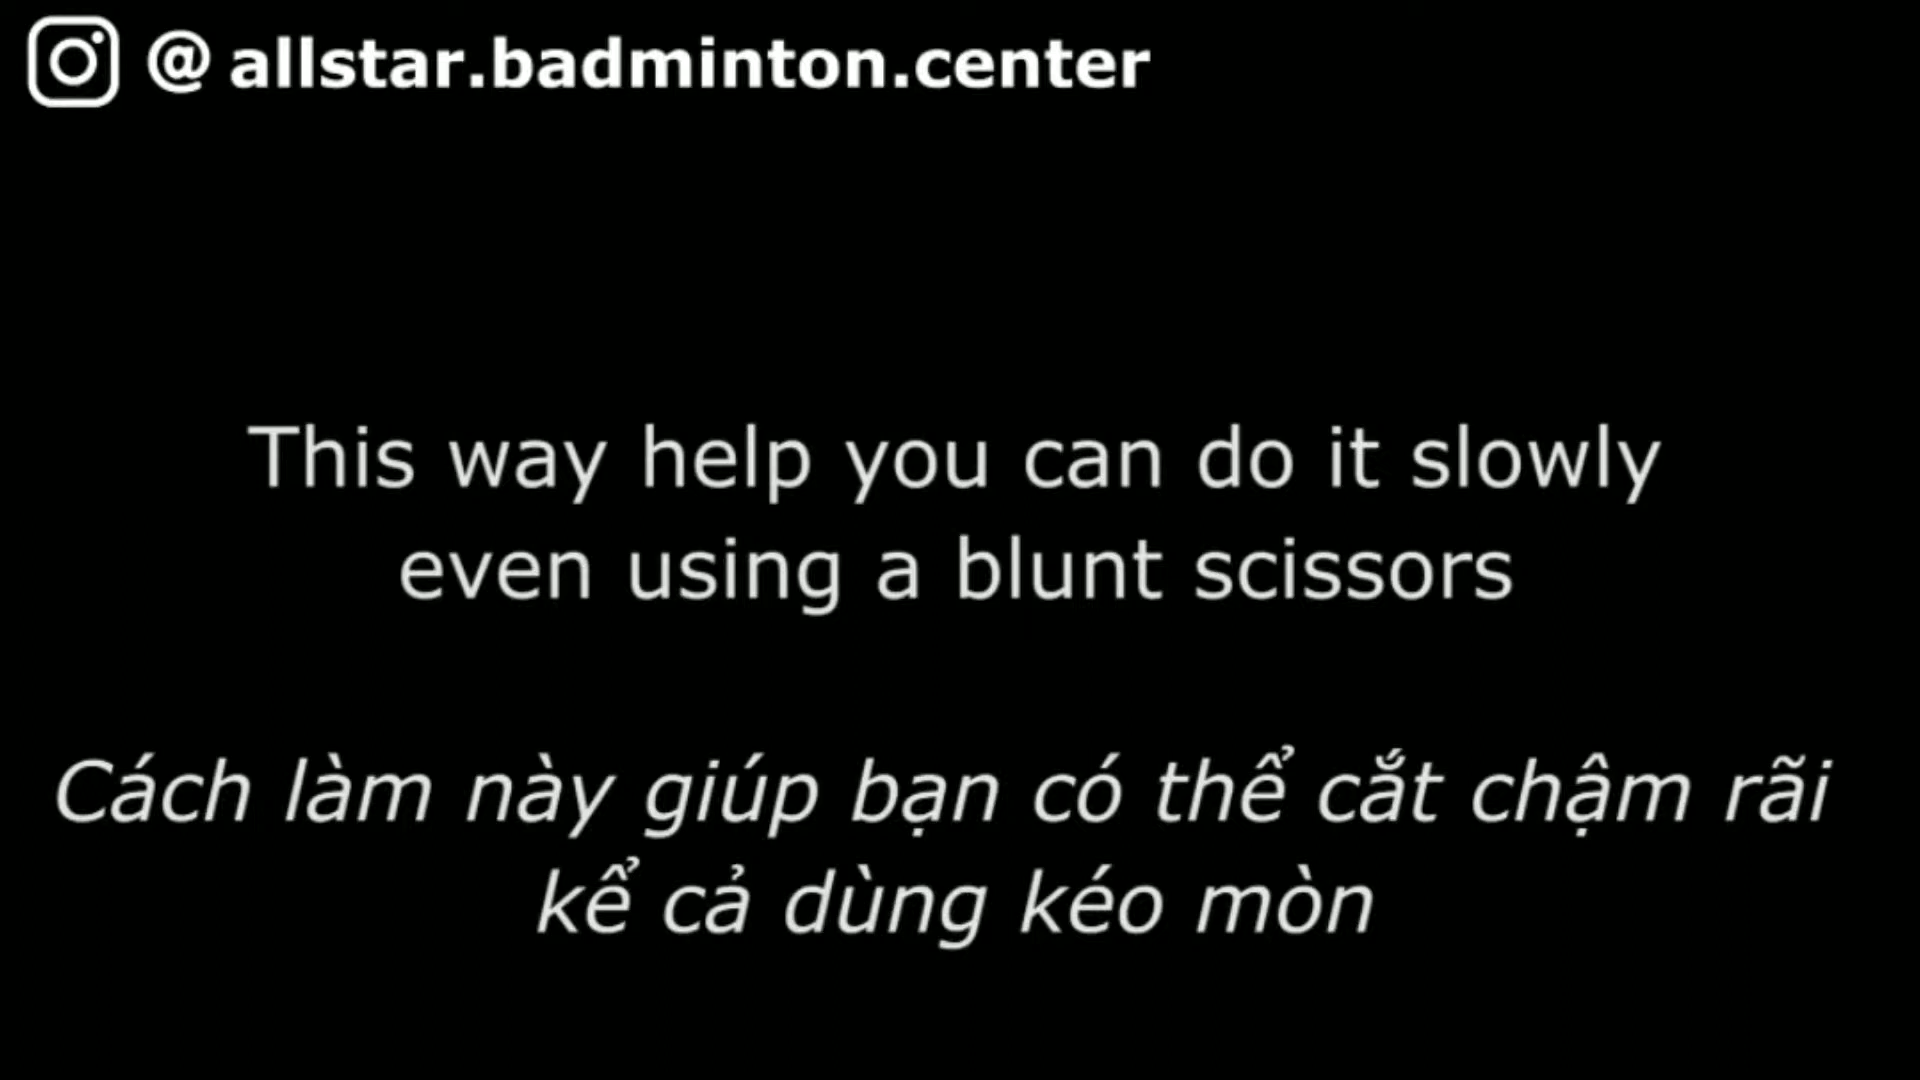 @ allstar.badminton.center
This way help you can do it slowly
even using a blunt scissors
Cách làm này giúp bạn có thể cắt chậm rãi
kể cả dùng kéo mòn